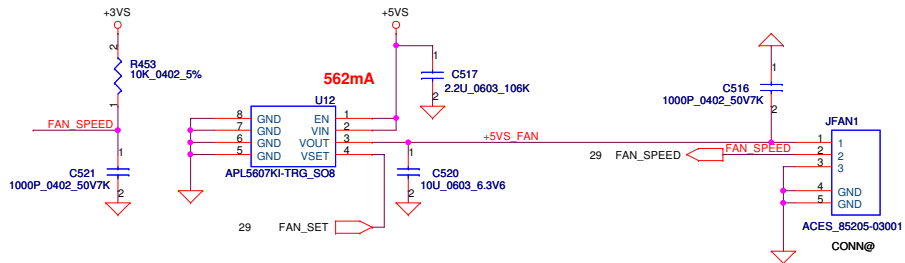 +3VS
+5VS
2
R453
10K_0402_5%
1
562mA
1
C517
2.2U_0603_106K
2
1
C516
1000P_0402_50V7K
2
U12
8 GND EN 1
7 GND VIN 2
6 GND VOUT 3
5 GND VSET 4
APL5607KI-TRG_SO8
FAN_SPEED
1
C521
1000P_0402_50V7K
2
+5VS_FAN
1
C520
10U_0603_6.3V6
2
29 FAN_SET
29 FAN_SPEED
FAN_SPEED
JFAN1
1 1
2 2
3 3
4 GND
5 GND
ACES_85205-03001
CONN@